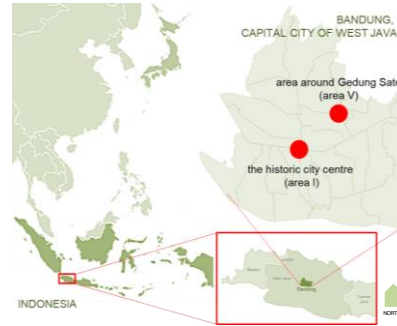 BANDUNG,
CAPITAL CITY OF WEST JAVA
area around Gedung Sate
(area V)
the historic city centre
(area I)
Bandung
INDONESIA
NORT